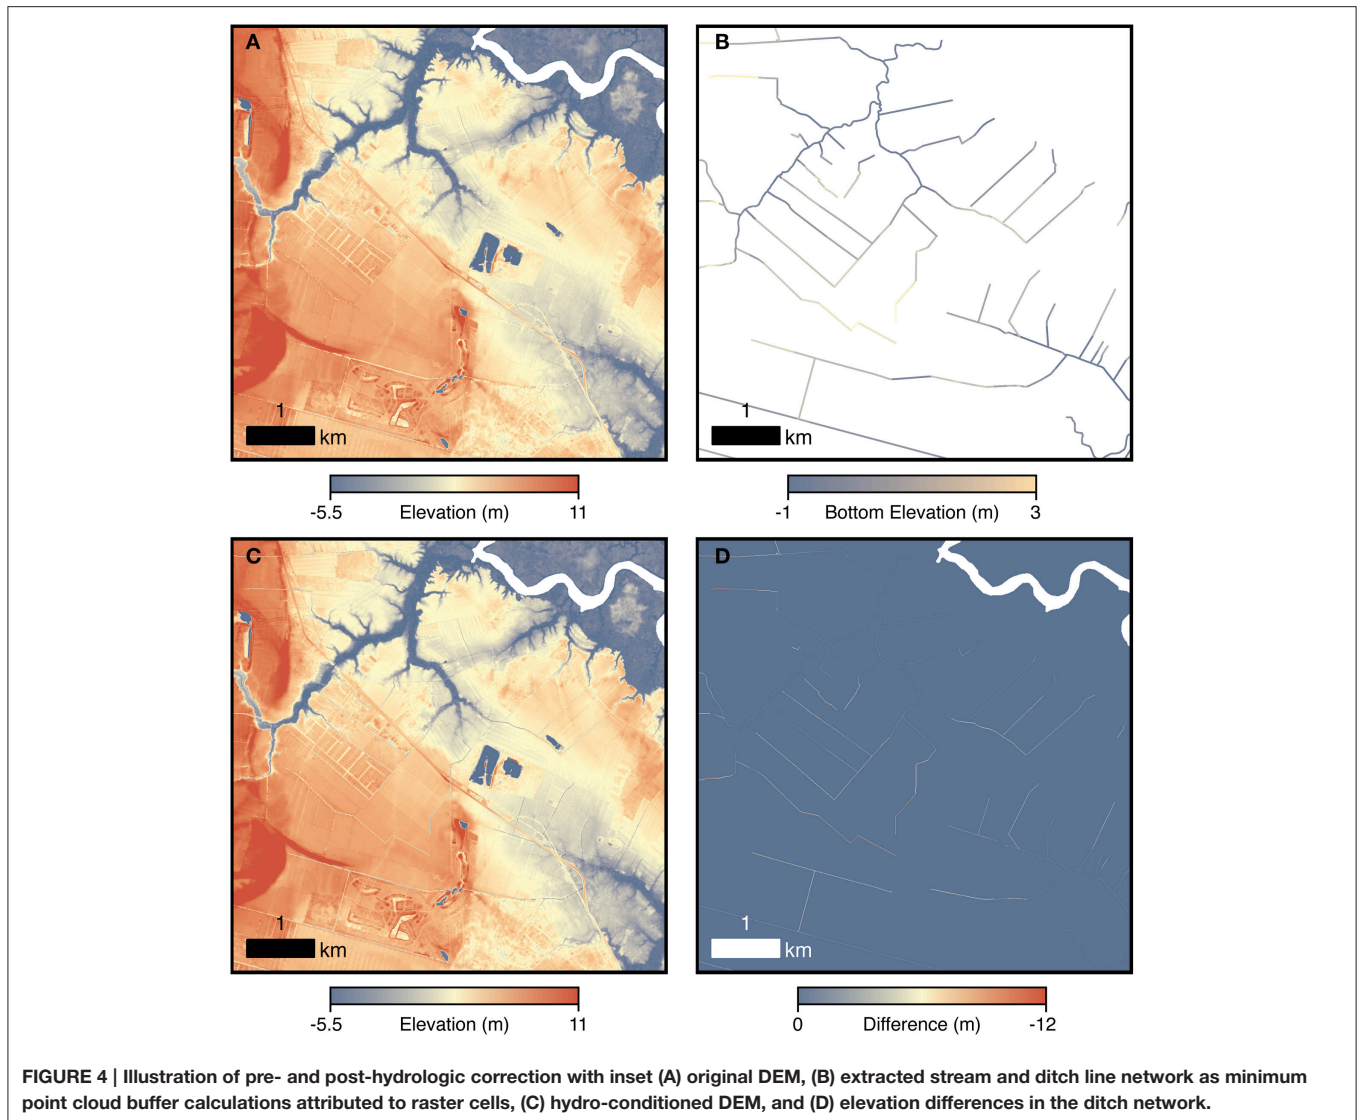 A
1
km
-5.5 Elevation (m) 11
B
1
km
-1 Bottom Elevation (m) 3
C
1
km
-5.5 Elevation (m) 11
D
1
km
0 Difference (m) -12
FIGURE 4 | Illustration of pre- and post-hydrologic correction with inset (A) original DEM, (B) extracted stream and ditch line network as minimum
point cloud buffer calculations attributed to raster cells, (C) hydro-conditioned DEM, and (D) elevation differences in the ditch network.